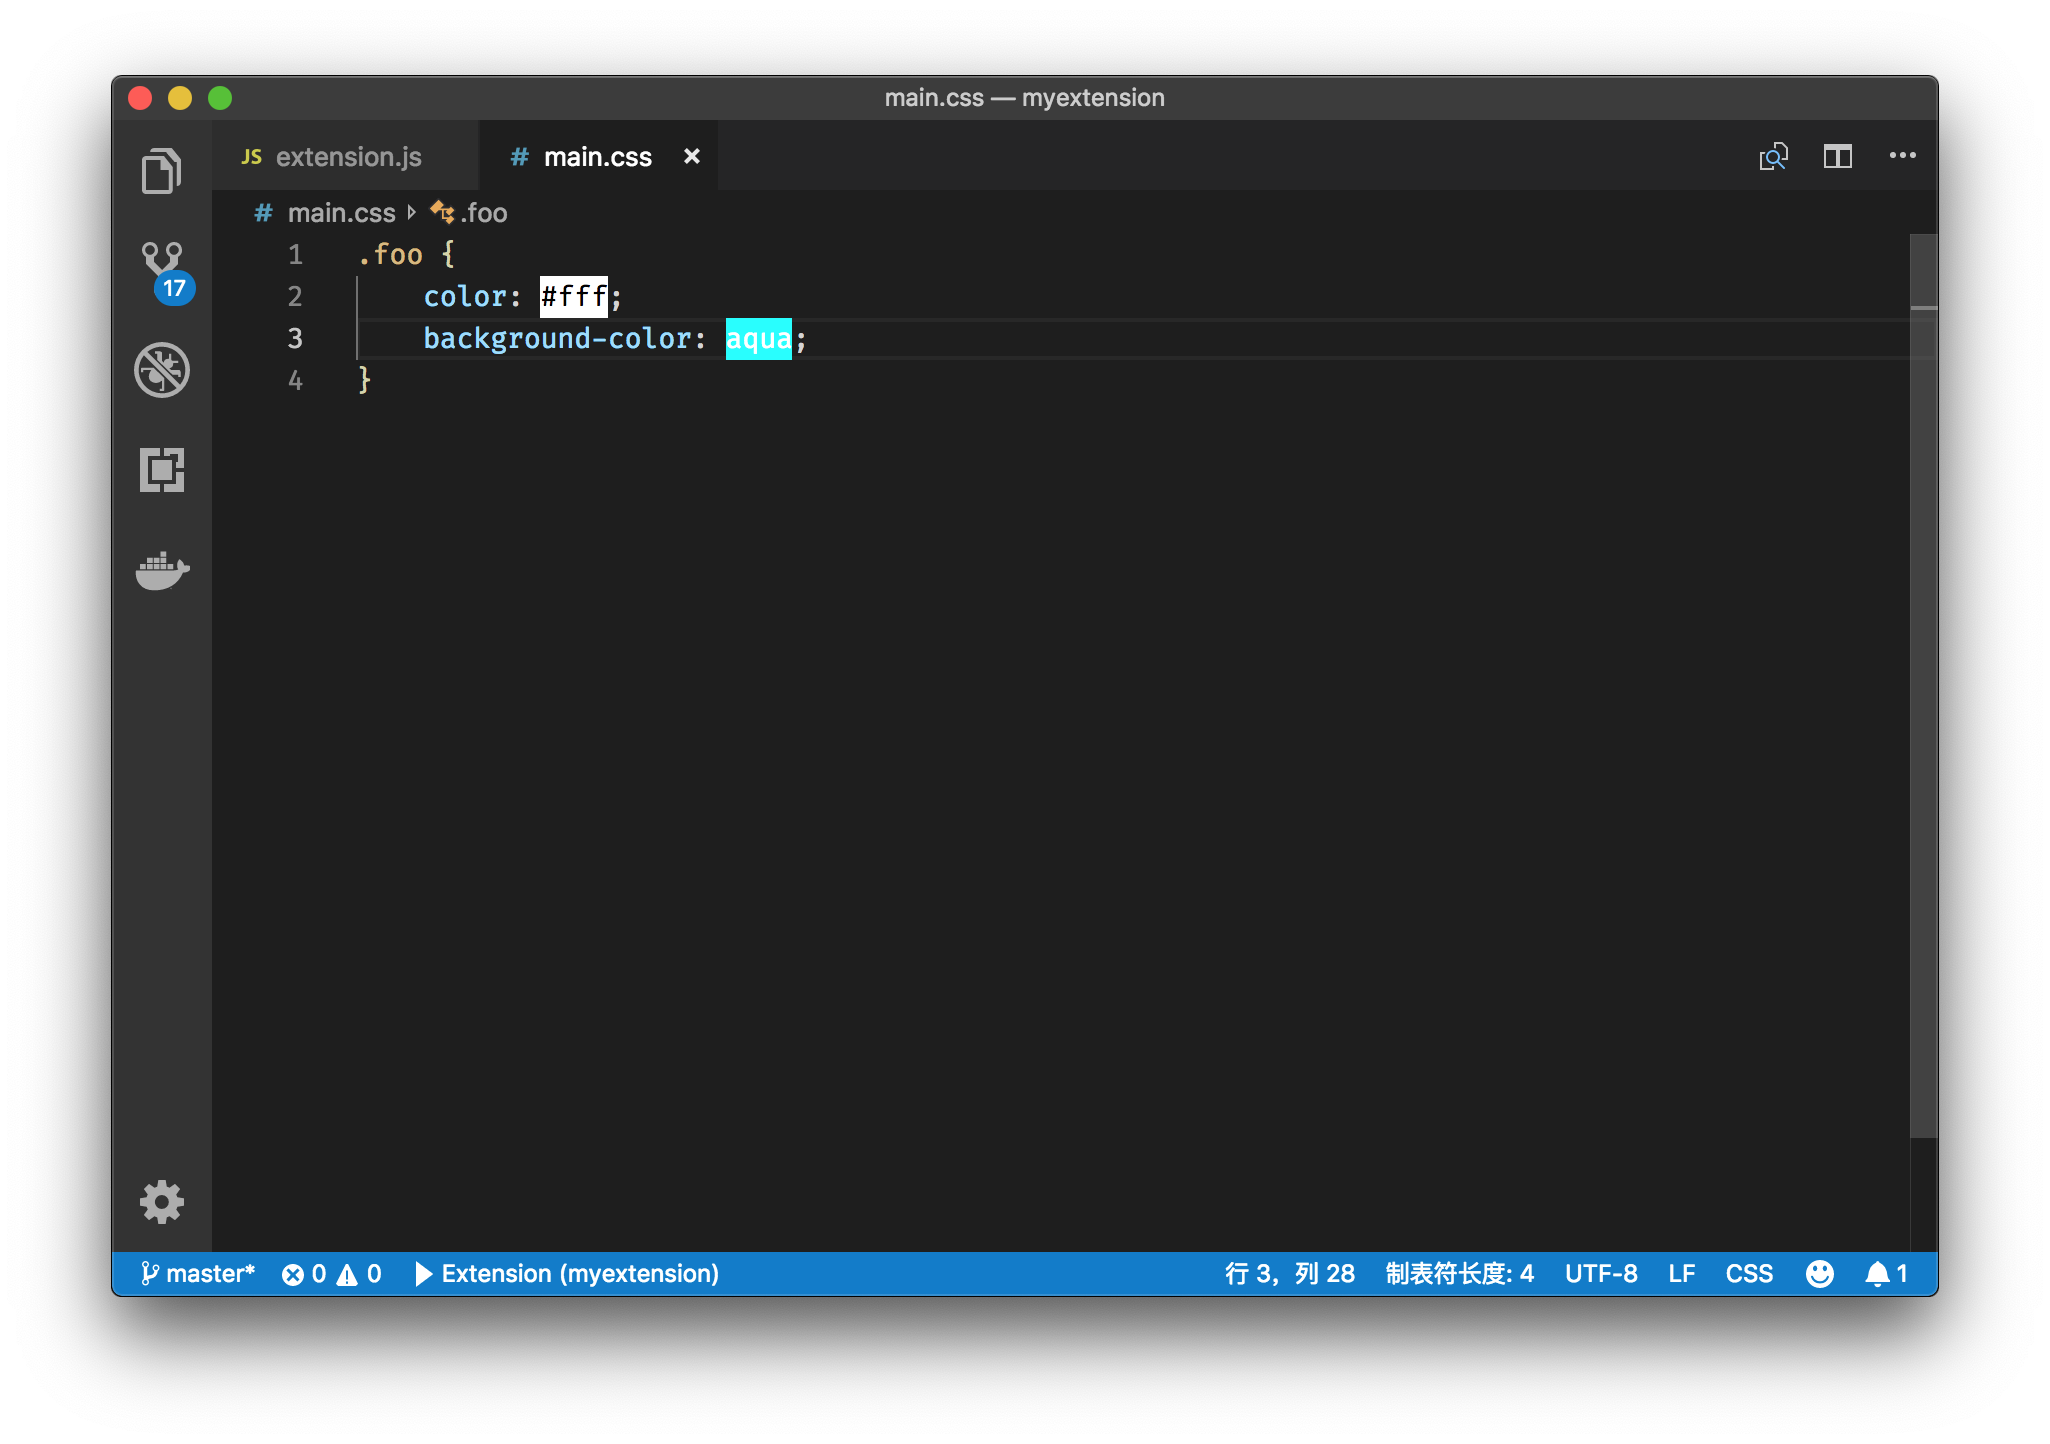 main.css — myextension
JS extension.js # main.css ×
# main.css .foo
17
1 .foo {
2 color: #fff;
3 background-color: aqua;
4 }
master* 0 0 Extension (myextension) 行 3，列 28 制表符长度: 4 UTF-8 LF CSS 1